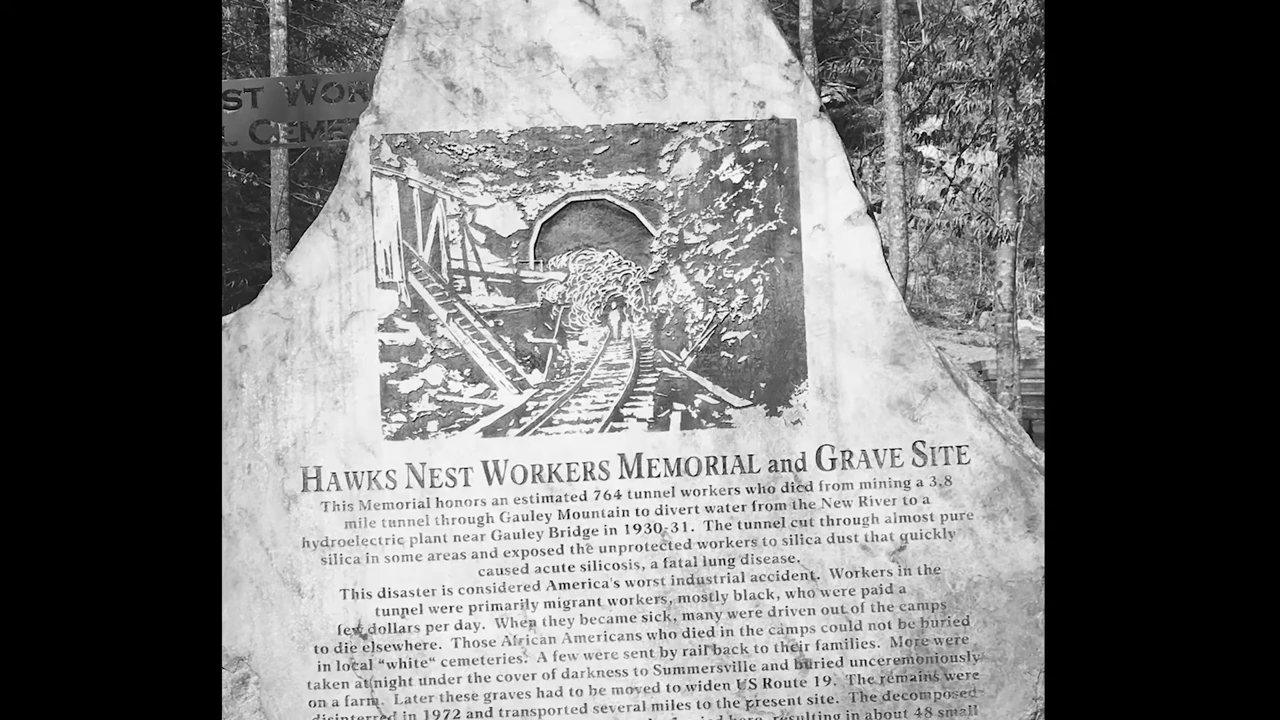 ST WOR
L CEMET
HAWKS NEST WORKERS MEMORIAL and GRAVE SITE
This Memorial honors an estimated 764 tunnel workers who died from mining a 3.8
mile tunnel through Gauley Mountain to divert water from the New River to a
hydroelectric plant near Gauley Bridge in 1930-31. The tunnel cut through almost pure
silica in some areas and exposed the unprotected workers to silica dust that quickly
caused acute silicosis, a fatal lung disease.
This disaster is considered America's worst industrial accident. Workers in the
tunnel were primarily migrant workers, mostly black, who were paid a
few dollars per day. When they became sick, many were driven out of the camps
to die elsewhere. Those African Americans who died in the camps could not be buried
in local "white" cemeteries. A few were sent by rail back to their families. More were
taken at night under the cover of darkness to Summersville and buried unceremoniously
on a farm. Later these graves had to be moved to widen US Route 19. The remains were
disinterred in 1972 and transported several miles to the present site. The decomposed
here, resulting in about 48 small